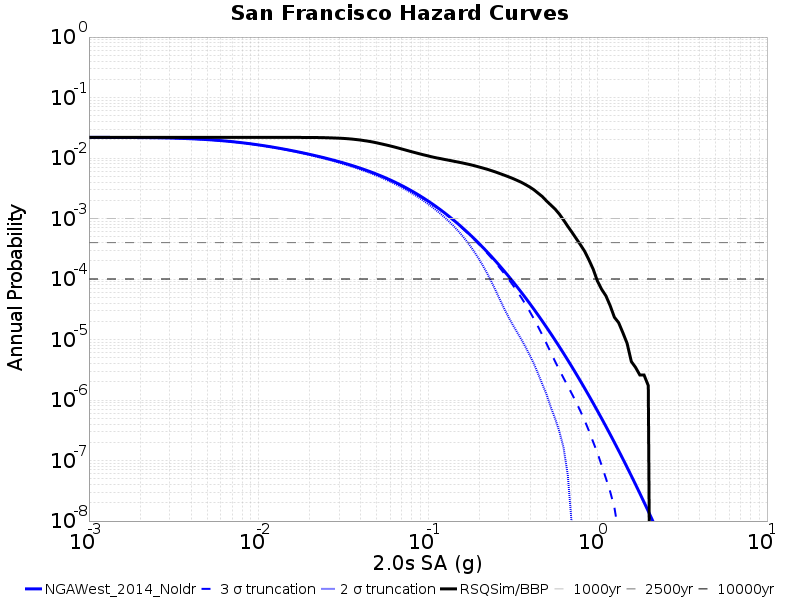 San Francisco Hazard Curves
10^0
10^-1
10^-2
10^-3
10^-4
10^-5
10^-6
10^-7
10^-8
Annual Probability
10^-3 10^-2 10^-1 10^0 10^1
2.0s SA (g)
NGAWest_2014_NoIdr 3 σ truncation 2 σ truncation RSQSim/BBP 1000yr 2500yr 10000yr